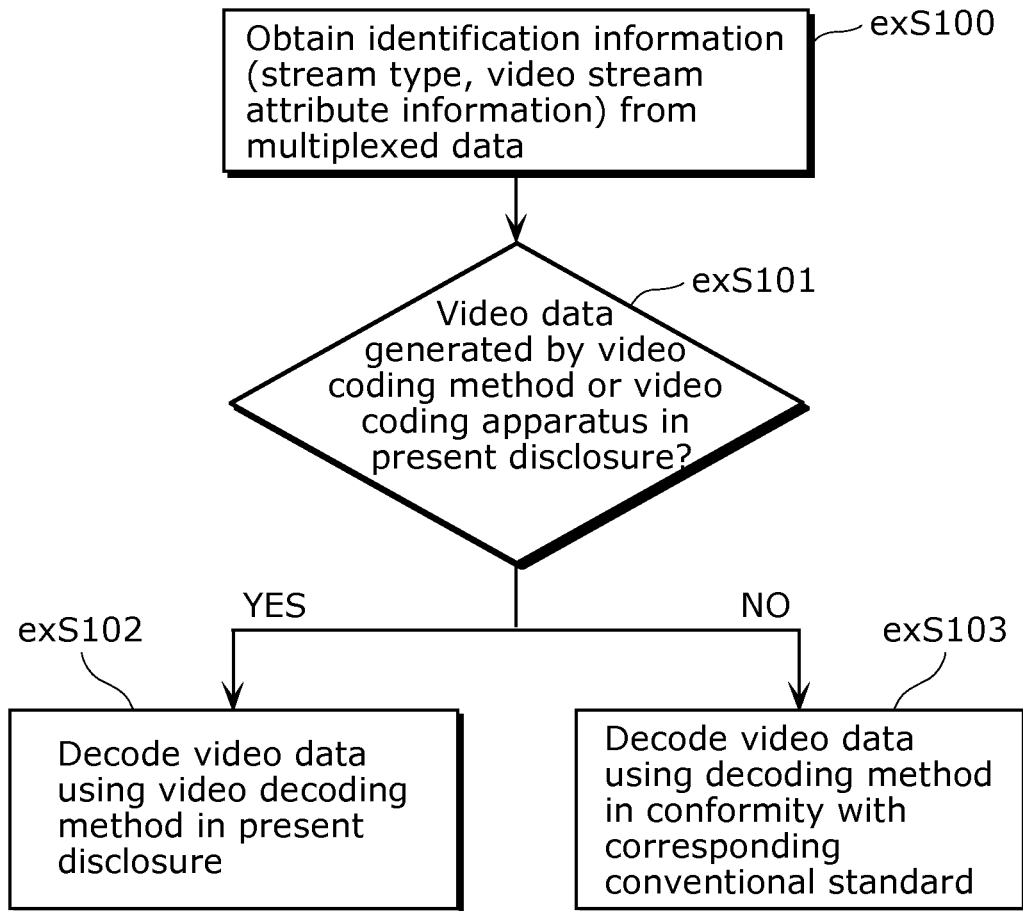 exS100
Obtain identification information
(stream type, video stream
attribute information) from
multiplexed data
exS101
Video data
generated by video
coding method or video
coding apparatus in
present disclosure?
YES
NO
exS102
exS103
Decode video data
using video decoding
method in present
disclosure
Decode video data
using decoding method
in conformity with
corresponding
conventional standard